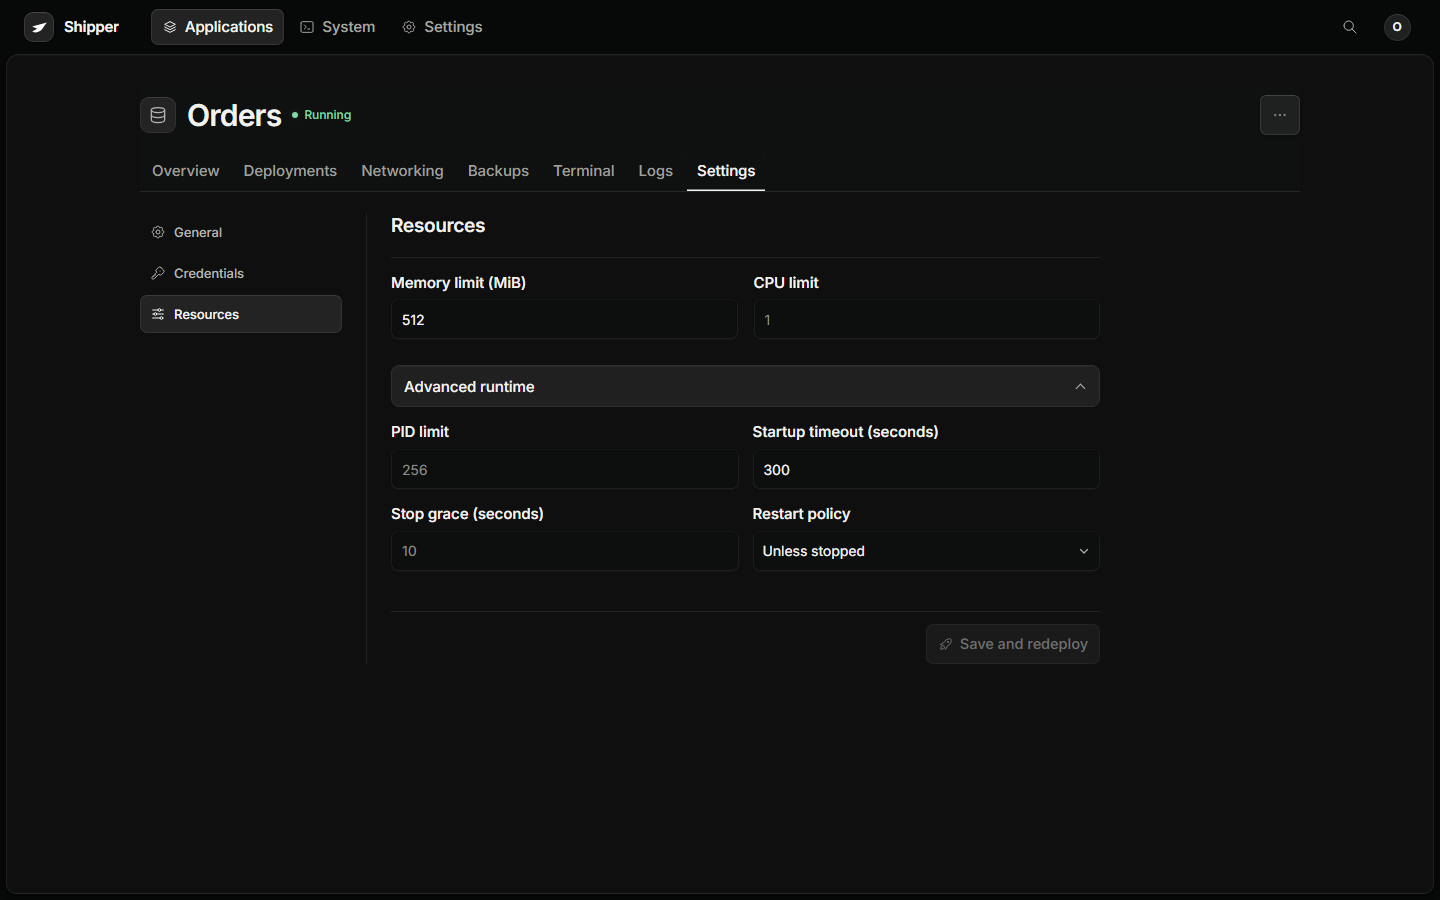 Shipper
Applications
System
Settings
O
Orders
Running
Overview
Deployments
Networking
Backups
Terminal
Logs
Settings
General
Credentials
Resources
Resources
Memory limit (MiB)
CPU limit
512
1
Advanced runtime
PID limit
Startup timeout (seconds)
256
300
Stop grace (seconds)
Restart policy
10
Unless stopped
Save and redeploy